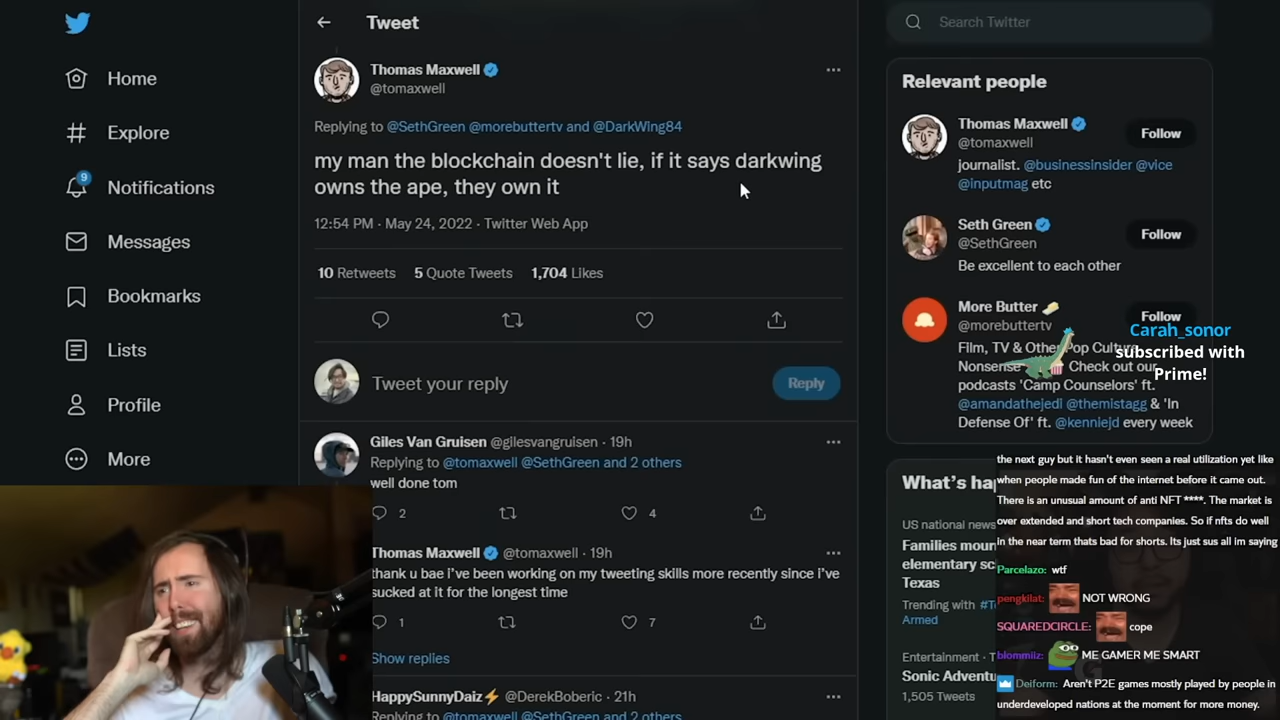 Home
Explore
9
Notifications
Messages
Bookmarks
Lists
Profile
More
Tweet
Thomas Maxwell
@tomaxwell
Replying to @SethGreen @morebuttertv and @DarkWing84
my man the blockchain doesn't lie, if it says darkwing
owns the ape, they own it
12:54 PM · May 24, 2022 · Twitter Web App
10 Retweets 5 Quote Tweets 1,704 Likes
Tweet your reply
Reply
Giles Van Gruisen @gilesvangruisen · 19h
Replying to @tomaxwell @SethGreen and 2 others
well done tom
2 4
Thomas Maxwell @tomaxwell · 19h
thank u bae i've been working on my tweeting skills more recently since i've
sucked at it for the longest time
1 7
Show replies
HappySunnyDaiz⚡ @DerekBoberic · 21h
Replying to @tomaxwell @SethGreen and 2 others
Search Twitter
Relevant people
Thomas Maxwell
Follow
@tomaxwell
journalist. @businessinsider @vice
@inputmag etc
Seth Green
Follow
@SethGreen
Be excellent to each other
More Butter
Follow
@morebuttertv
Film, TV & Other Pop Culture
Nonsense Check out our
podcasts 'Camp Counselors' ft.
@amandathejedi @themistagg & 'In
Defense Of' ft. @kenniejd every week
Carah_sonor
subscribed with
Prime!
What's ha
US national news
Families mour
elementary sc
Texas
Trending with #T
Armed
Entertainment · T
Sonic Adventu
1,505 Tweets
the next guy but it hasn't even seen a real utilization yet like
when people made fun of the internet before it came out.
There is an unusual amount of anti NFT ****. The market is
over extended and short tech companies. So if nfts do well
in the near term thats bad for shorts. Its just sus all im saying
Parcelazo: wtf
pengkilat: NOT WRONG
SQUAREDCIRCLE: cope
blommilz: ME GAMER ME SMART
Deiform: Aren't P2E games mostly played by people in
underdeveloped nations at the moment for more money.